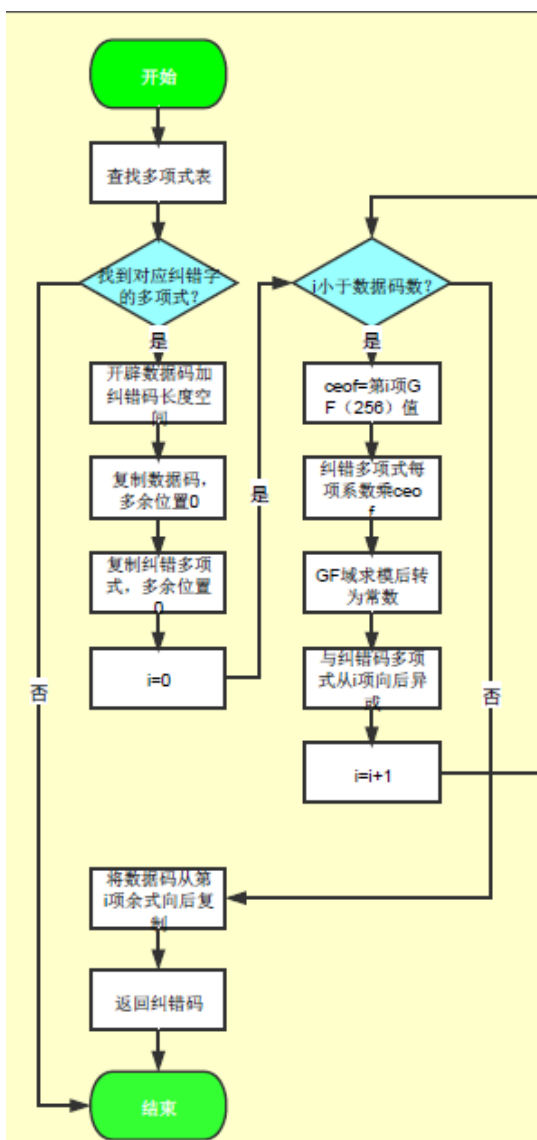 开始
查找多项式表
找到对应纠错字
的多项式？
是
开辟数据码加
纠错码长度空
间
复制数据码，
多余位置0
复制纠错多项
式，多余位置
0
i=0
否
是
i小于数据码数？
是
ceof=第i项G
F（256）值
纠错多项式每
项系数乘ceo
f
GF域求模后转
为常数
与纠错码多项
式从i项向后异
或
i=i+1
否
将数据码从第
i项余式向后复
制
返回纠错码
结束